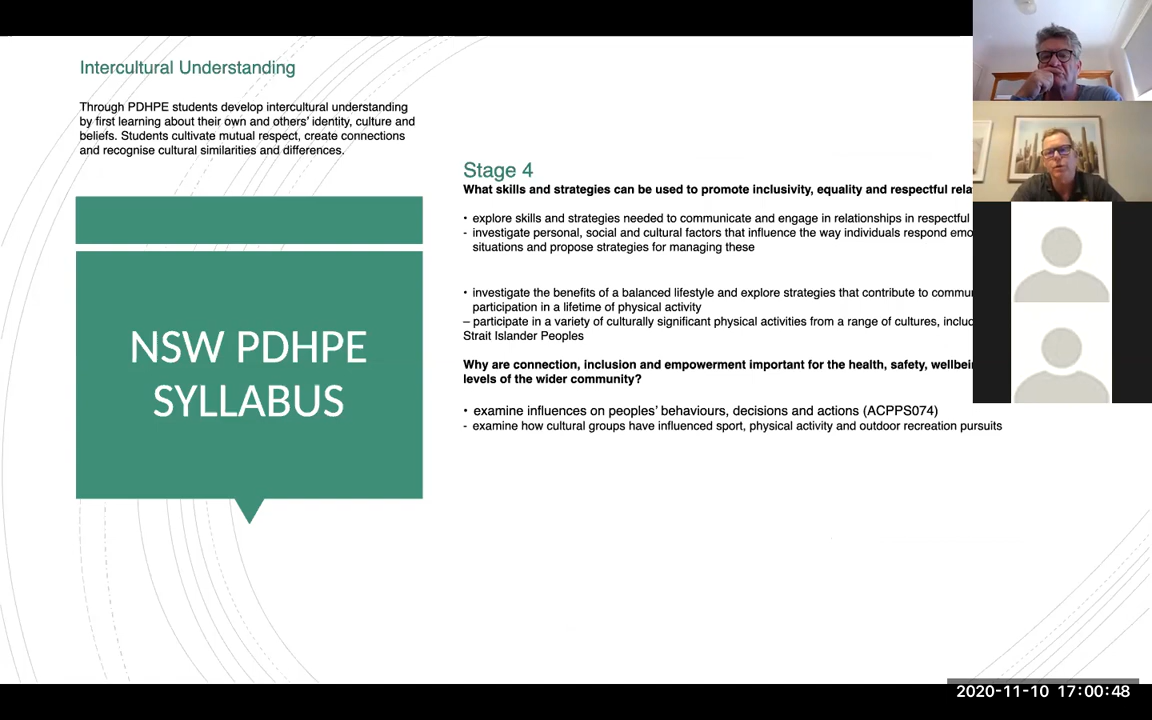 Intercultural Understanding
Through PDHPE students develop intercultural understanding
by first learning about their own and others' identity, culture and
beliefs. Students cultivate mutual respect, create connections
and recognise cultural similarities and differences.
NSW PDHPE
SYLLABUS
Stage 4
What skills and strategies can be used to promote inclusivity, equality and respectful
• explore skills and strategies needed to communicate and engage in relationships in respectful
- investigate personal, social and cultural factors that influence the way individuals respond
situations and propose strategies for managing these
• investigate the benefits of a balanced lifestyle and explore strategies that contribute to
participation in a lifetime of physical activity
– participate in a variety of culturally significant physical activities from a range of cultures,
Strait Islander Peoples
Why are connection, inclusion and empowerment important for the health, safety,
levels of the wider community?
• examine influences on peoples' behaviours, decisions and actions (ACPPS074)
- examine how cultural groups have influenced sport, physical activity and outdoor recreation pursuits
2020-11-10 17:00:48